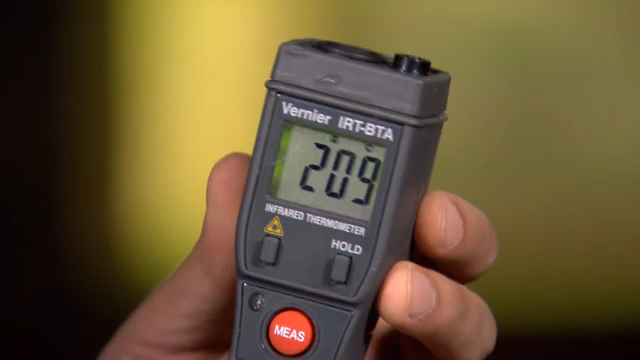 Vernier IRT-BTA
209
INFRARED THERMOMETER
HOLD
MEAS